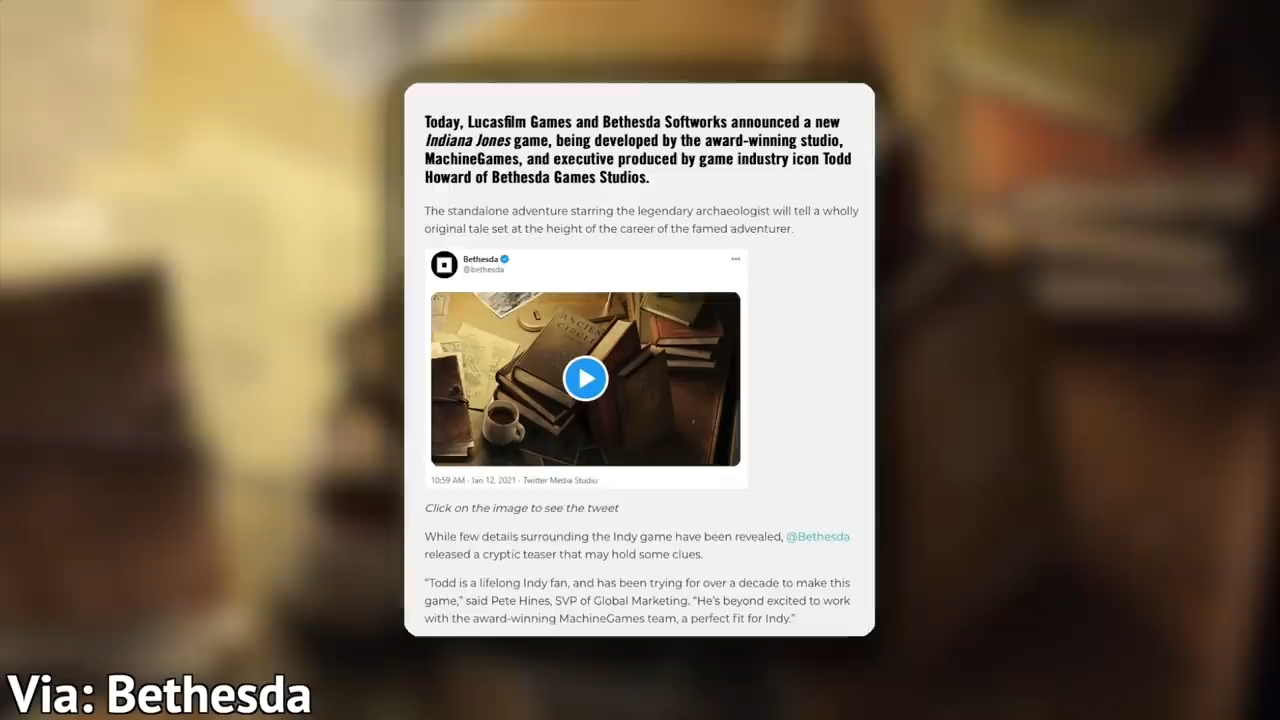 Today, Lucasfilm Games and Bethesda Softworks announced a new
Indiana Jones game, being developed by the award-winning studio,
MachineGames, and executive produced by game industry icon Todd
Howard of Bethesda Games Studios.
The standalone adventure starring the legendary archaeologist will tell a wholly
original tale set at the height of the career of the famed adventurer.
Bethesda
@bethesda
ANCIENT
CIRCLES
10:59 AM · Jan 12, 2021 · Twitter Media Studio
Click on the image to see the tweet
While few details surrounding the Indy game have been revealed, @Bethesda
released a cryptic teaser that may hold some clues.
“Todd is a lifelong Indy fan, and has been trying for over a decade to make this
game,” said Pete Hines, SVP of Global Marketing. “He’s beyond excited to work
with the award-winning MachineGames team, a perfect fit for Indy.”
Via: Bethesda